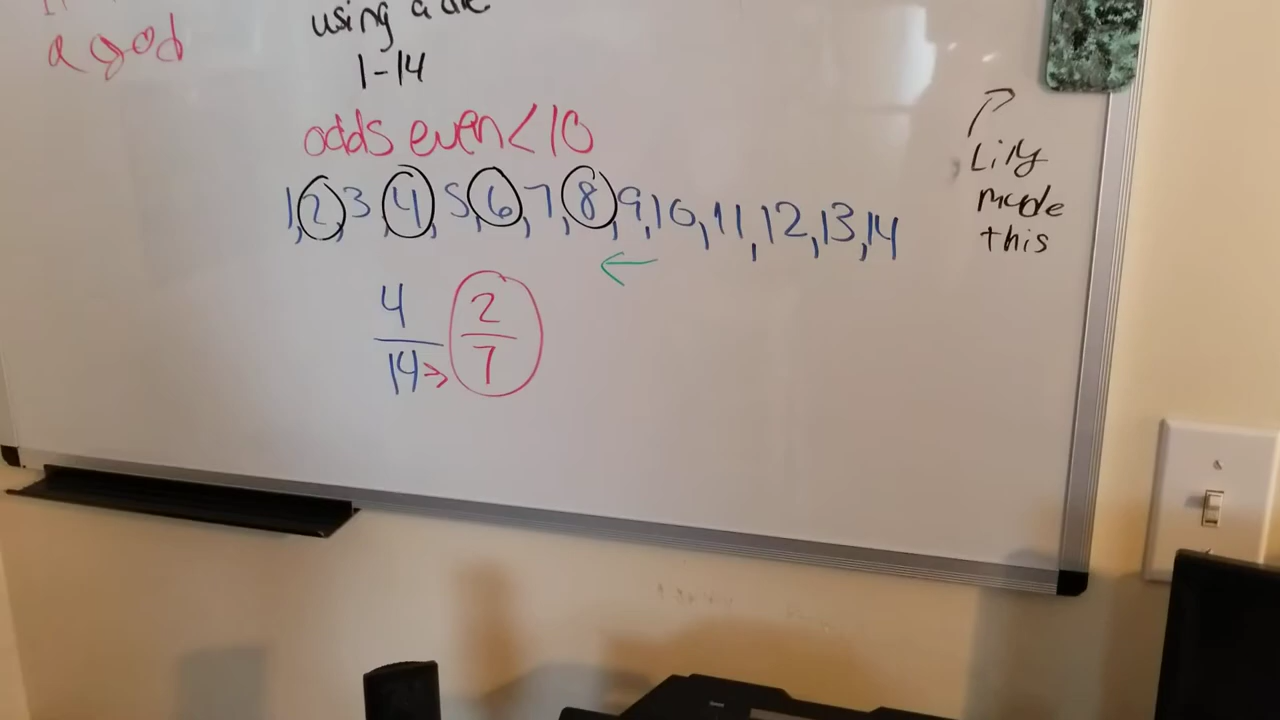 a god
using a die
1-14
odds even < 10
1, 2, 3, 4, 5, 6, 7, 8, 9, 10, 11, 12, 13, 14
←
4/14 > 2/7
Lily
made
this